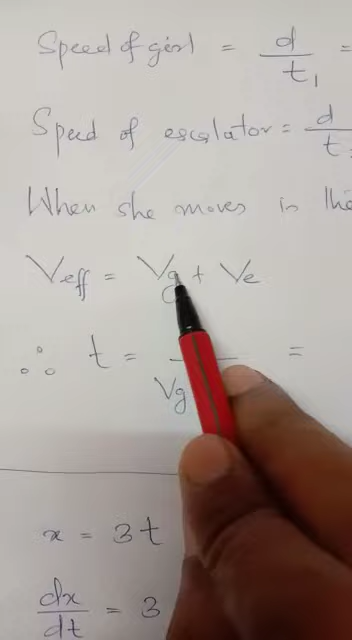 Speed of girl = d/t₁ =
Speed of escalator = d/t
When she moves in the
Veff = Vg + Ve
∴ t = Vg =
x = 3t
dx/dt = 3